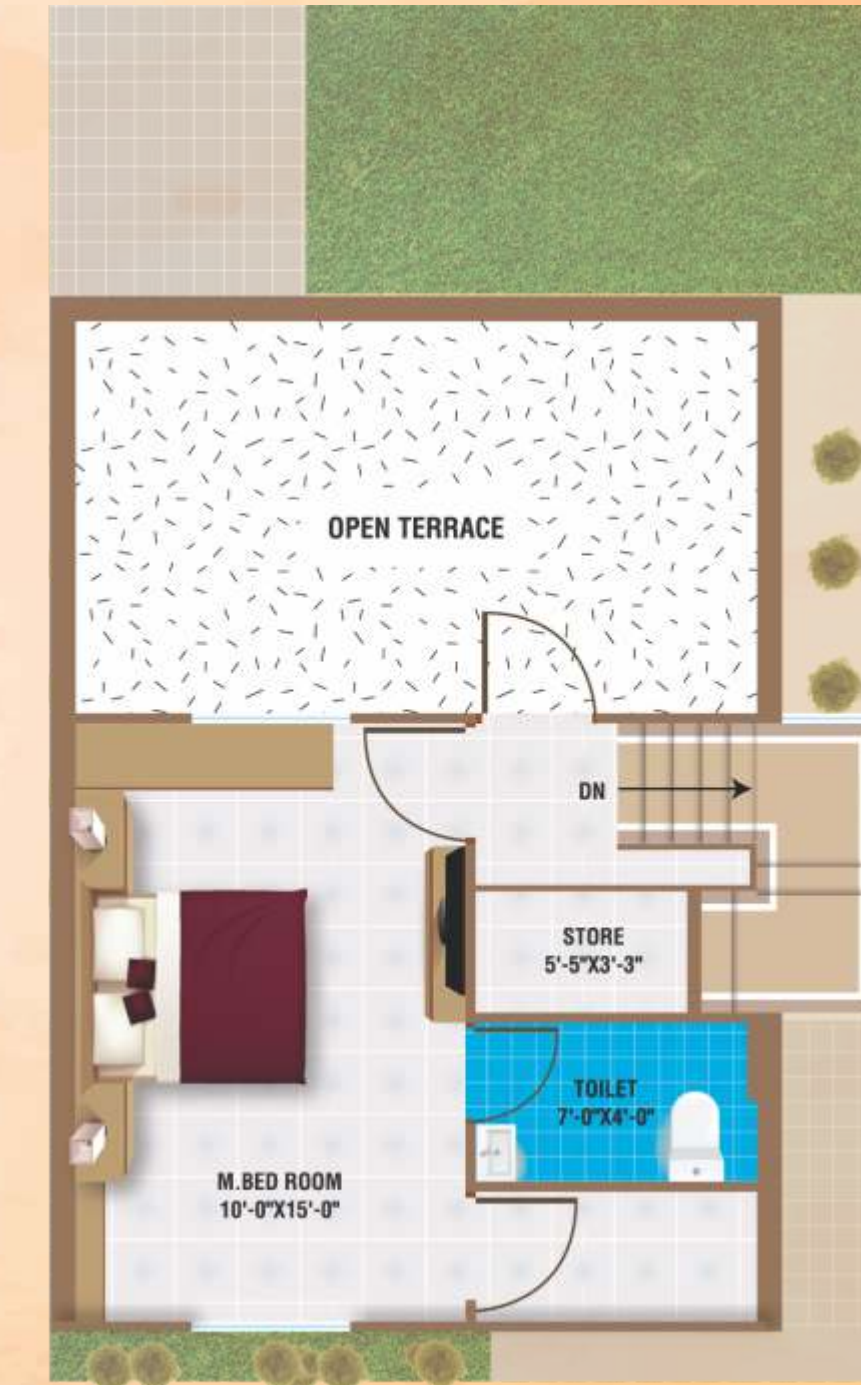 OPEN TERRACE
DN
STORE
5'-5"X3'-3"
TOILET
7'-0"X4'-0"
M.BED ROOM
10'-0"X15'-0"